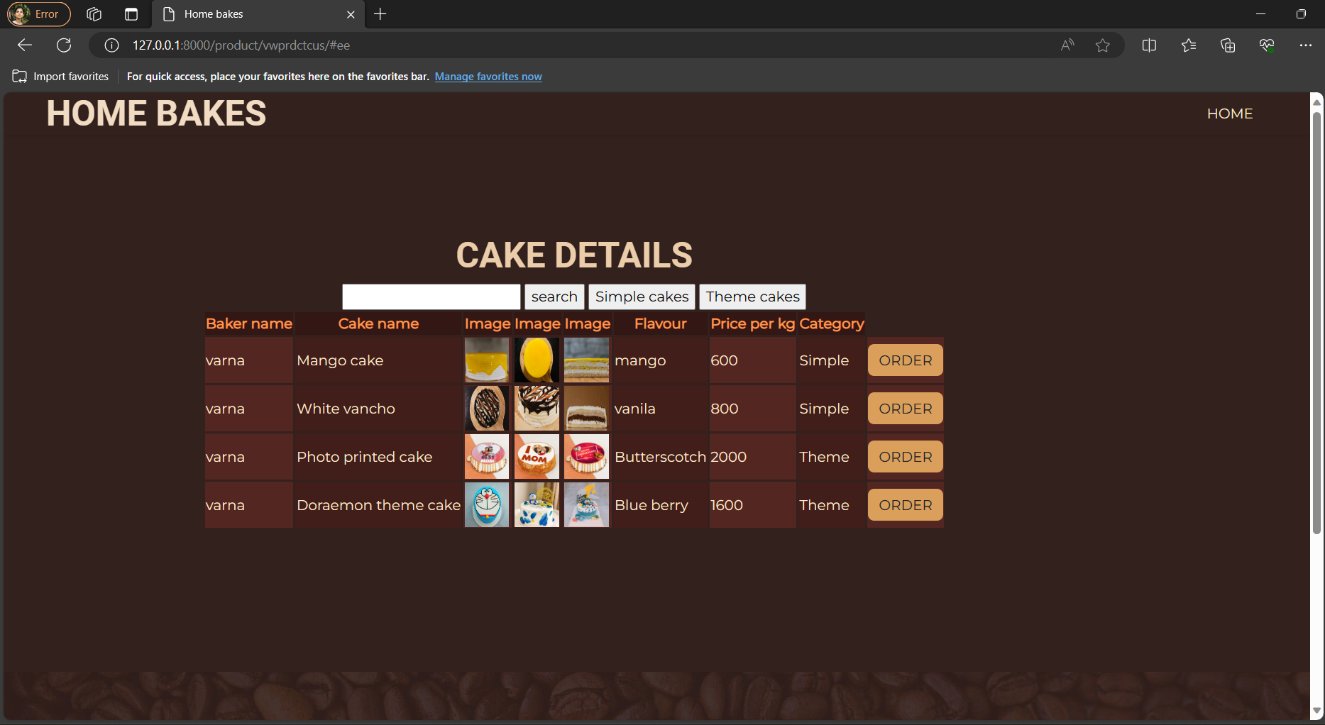 Error
Home bakes
127.0.0.1:8000/product/vwprdctcus/#ee
Import favorites For quick access, place your favorites here on the favorites bar. Manage favorites now
HOME BAKES HOME
CAKE DETAILS
search Simple cakes Theme cakes
Baker name Cake name Image Image Image Flavour Price per kg Category
varna Mango cake mango 600 Simple ORDER
varna White vancho vanila 800 Simple ORDER
varna Photo printed cake I MOM Butterscotch 2000 Theme ORDER
varna Doraemon theme cake Blue berry 1600 Theme ORDER